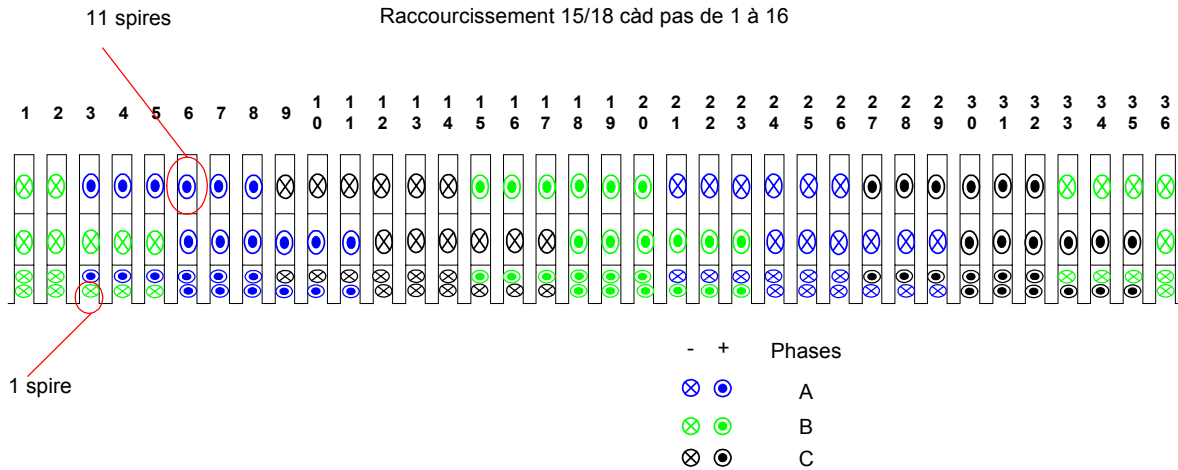 11 spires
Raccourcissement 15/18 càd pas de 1 à 16
1 2 3 4 5 6 7 8 9 10 11 12 13 14 15 16 17 18 19 20 21 22 23 24 25 26 27 28 29 30 31 32 33 34 35 36
1 spire
- + Phases
A
B
C